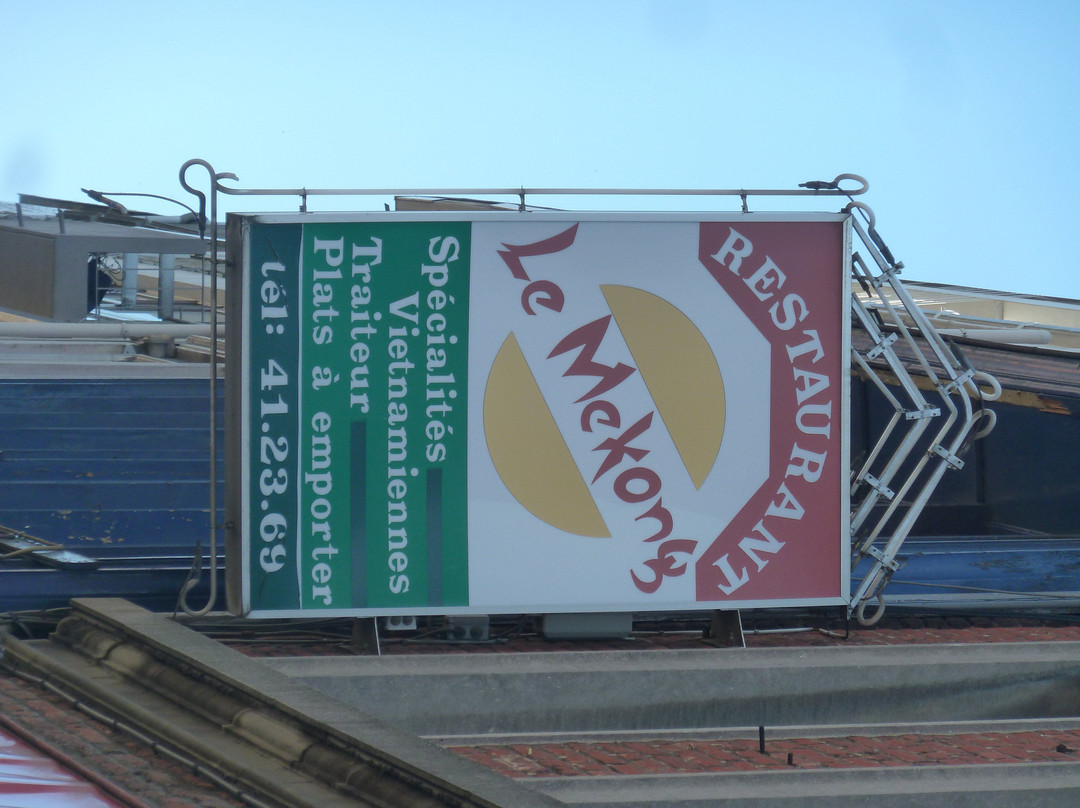 RESTAURANT
Le Mekong
Spécialités
Vietnamiennes
Traiteur
Plats à emporter
tél: 41.23.69